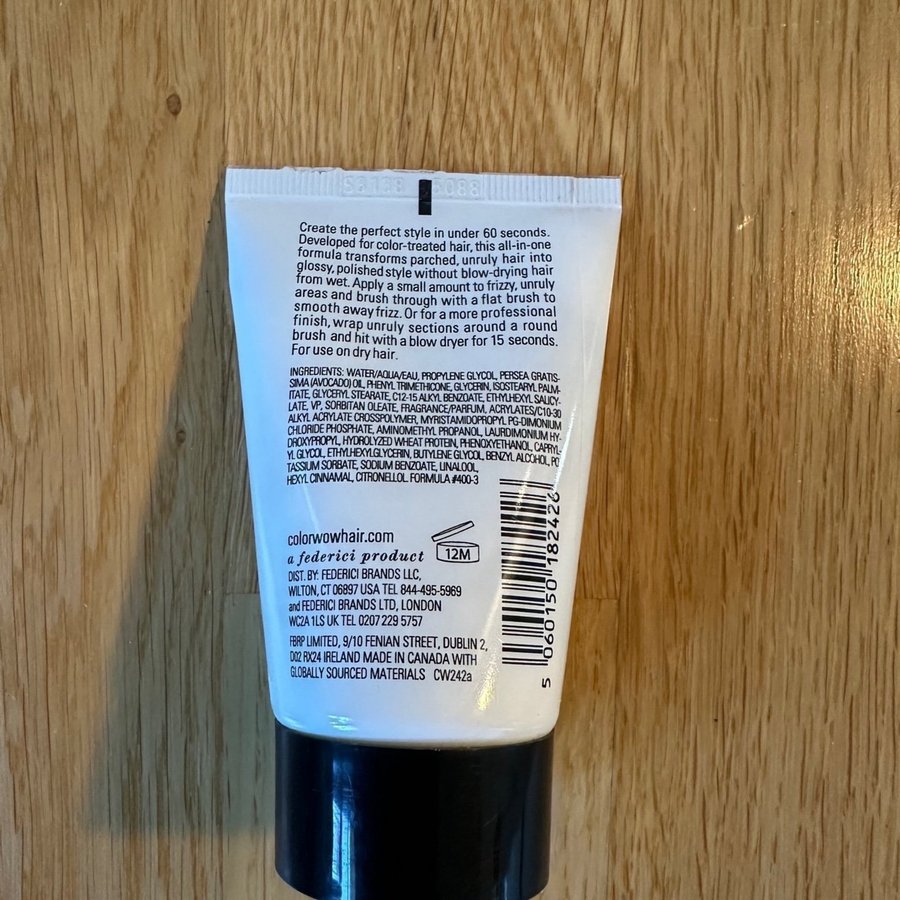 Create the perfect style in under 60 seconds.
Developed for color-treated hair, this all-in-one
formula transforms parched, unruly hair into
glossy, polished style without blow-drying hair
from wet. Apply a small amount to frizzy, unruly
areas and brush through with a flat brush to
smooth away frizz. Or for a more professional
finish, wrap unruly sections around a round
brush and hit with a blow dryer for 15 seconds.
For use on dry hair.
INGREDIENTS: WATER/AQUA/EAU, PROPYLENE GLYCOL, PERSEA GRATIS-
SIMA (AVOCADO) OIL, PHENYL TRIMETHICONE, GLYCERIN, ISOSTEARYL PALM-
ITATE, GLYCERYL STEARATE, C12-15 ALKYL BENZOATE, ETHYLHEXYL SALICY-
LATE, VP, SORBITAN OLEATE, FRAGRANCE/PARFUM, ACRYLATES/C10-30
ALKYL ACRYLATE CROSSPOLYMER, MYRISTAMIDOPROPYL PG-DIMONIUM
CHLORIDE PHOSPHATE, AMINOMETHYL PROPANOL, LAURDIMONIUM HY-
DROXYPROPYL, HYDROLYZED WHEAT PROTEIN, PHENOXYETHANOL, CAPRYL-
YL GLYCOL, ETHYLHEXYLGLYCERIN, BUTYLENE GLYCOL, BENZYL ALCOHOL, PO
TASSIUM SORBATE, SODIUM BENZOATE, LINALOOL,
HEXYL CINNAMAL, CITRONELLOL. FORMULA #400-3
colorwowhair.com
a federici product
12M
DIST. BY: FEDERICI BRANDS LLC,
WILTON, CT 06897 USA TEL 844-495-5969
and FEDERICI BRANDS LTD, LONDON
WC2A 1LS UK TEL 0207 229 5757
FBRP LIMITED, 9/10 FENIAN STREET, DUBLIN 2,
D02 RX24 IRELAND MADE IN CANADA WITH
GLOBALLY SOURCED MATERIALS CW242a
5 060150 182426